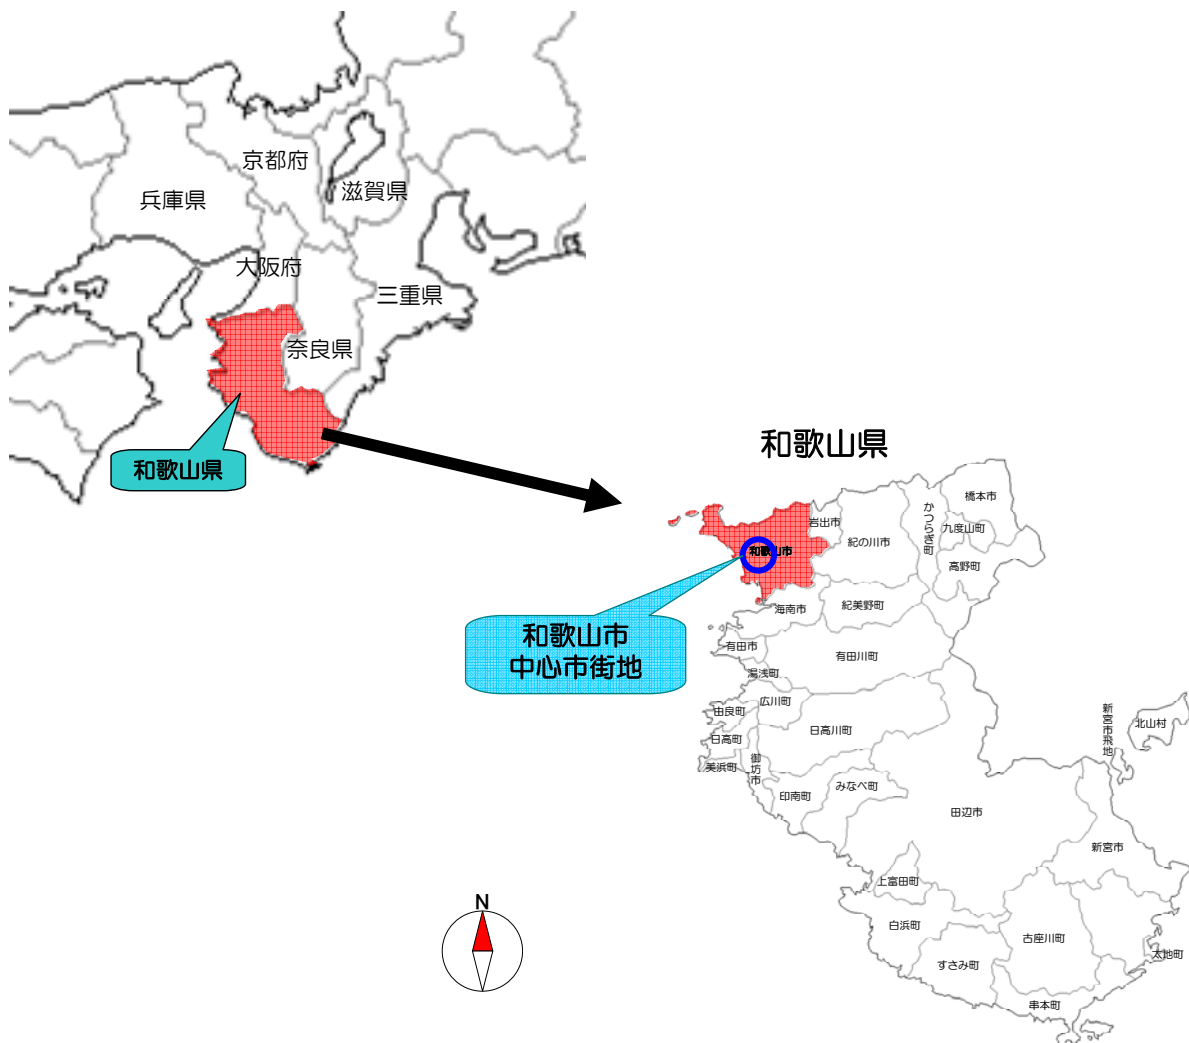 京都府
兵庫県
滋賀県
大阪府
三重県
奈良県
和歌山県
和歌山県
橋本市
かつらぎ町
岩出市
九度山町
紀の川市
和歌山市
高野町
海南市
紀美野町
和歌山市
中心市街地
有田市
有田川町
湯浅町
広川町
由良町
新宮市飛地
北山村
日高川町
日高町
御坊市
美浜町
みなべ町
印南町
田辺市
新宮市
上富田町
N
白浜町
古座川町
太地町
すさみ町
串本町